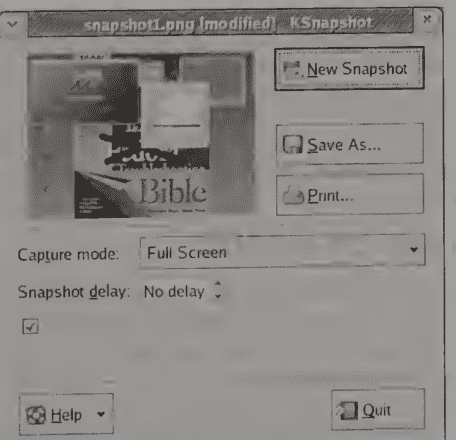 snapshot1.png [modified] KSnapshot
New Snapshot
Save As...
Print...
Bible
Capture mode: Full Screen
Snapshot delay: No delay
Help
Quit